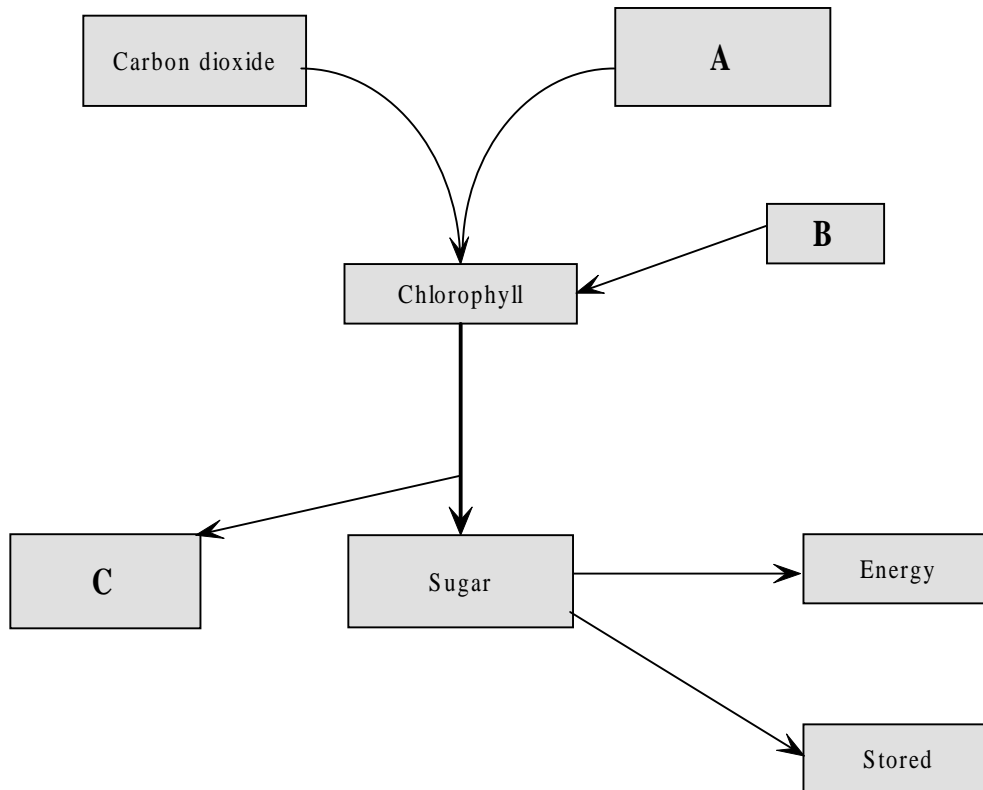 Carbon dioxide
A
B
Chlorophyll
C
Sugar
Energy
Stored